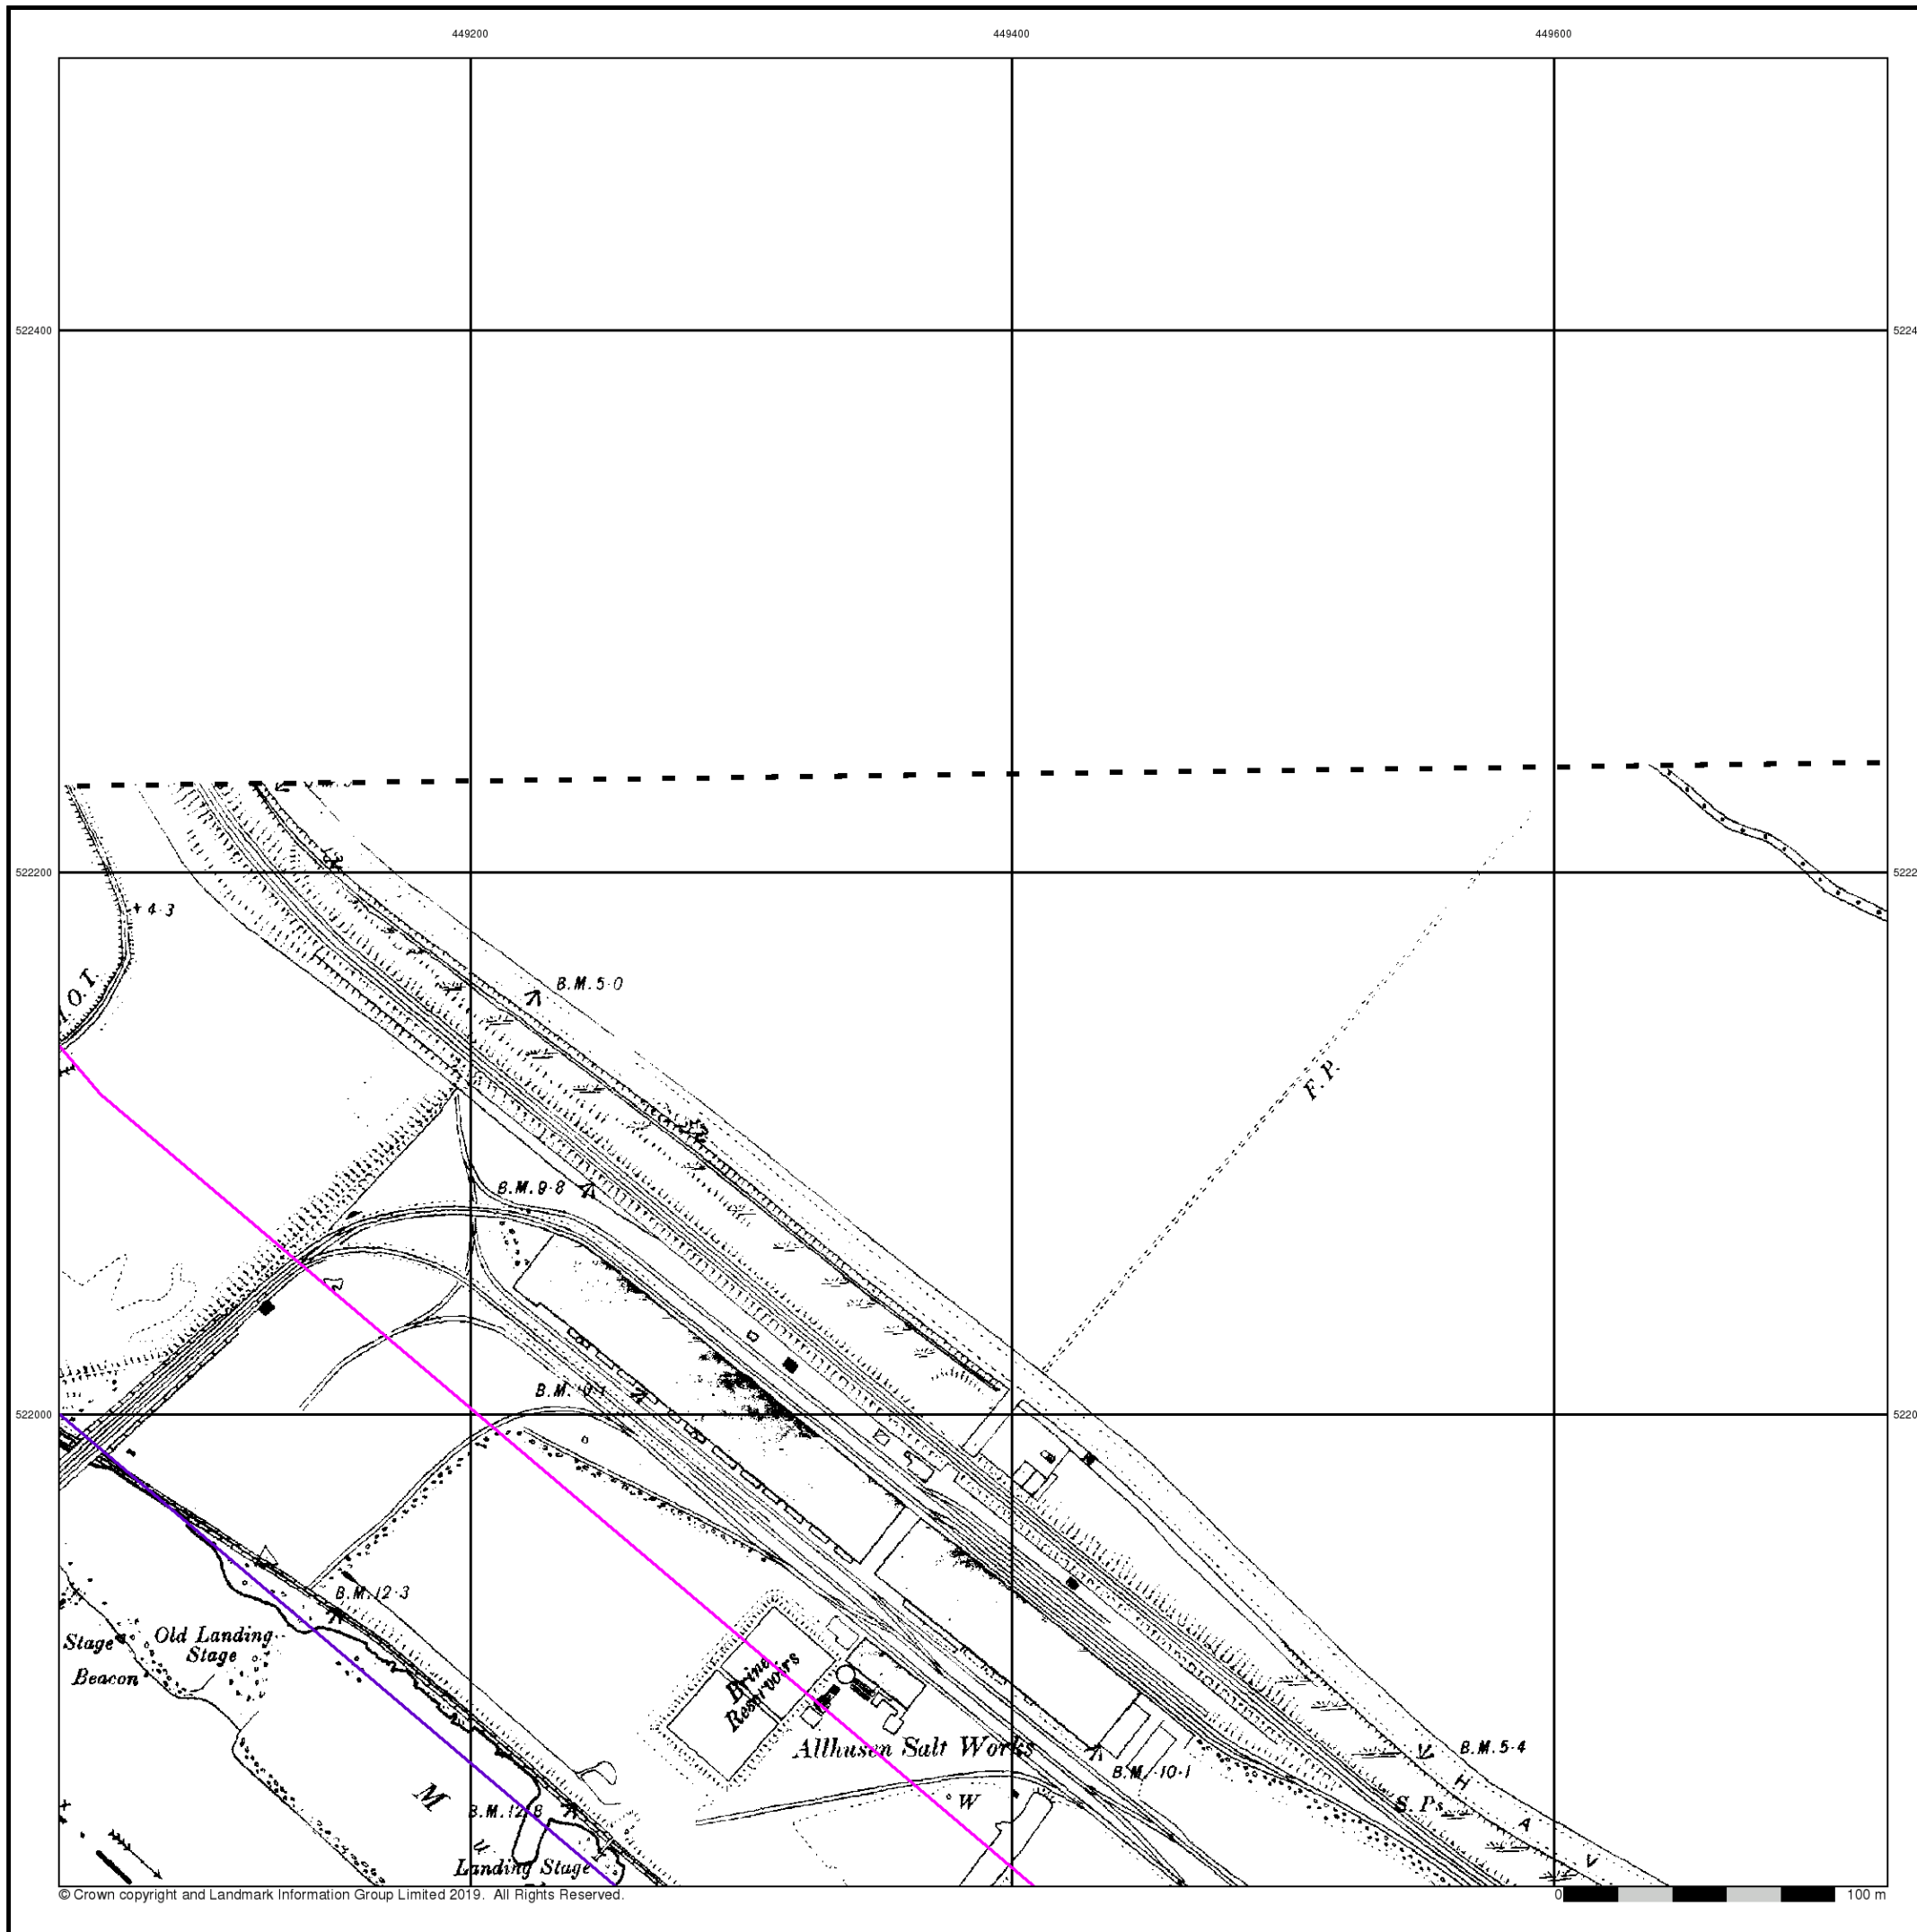 449200
449400
449600
522400
5224
522200
5222
+ 4·3
B.M.5·0
52
F.P.
B.M.9·8
522000
5220
B.M.12·3
Old Landing
Stage
Stage
Beacon
Brine
Reservoirs
Allhusen Salt Works
B.M.5·4
B.M. 10·1
° W
S.Ps
M
B.M.12·8
Landing Stage
V
H
A
V
© Crown copyright and Landmark Information Group Limited 2019. All Rights Reserved.
0
100 m